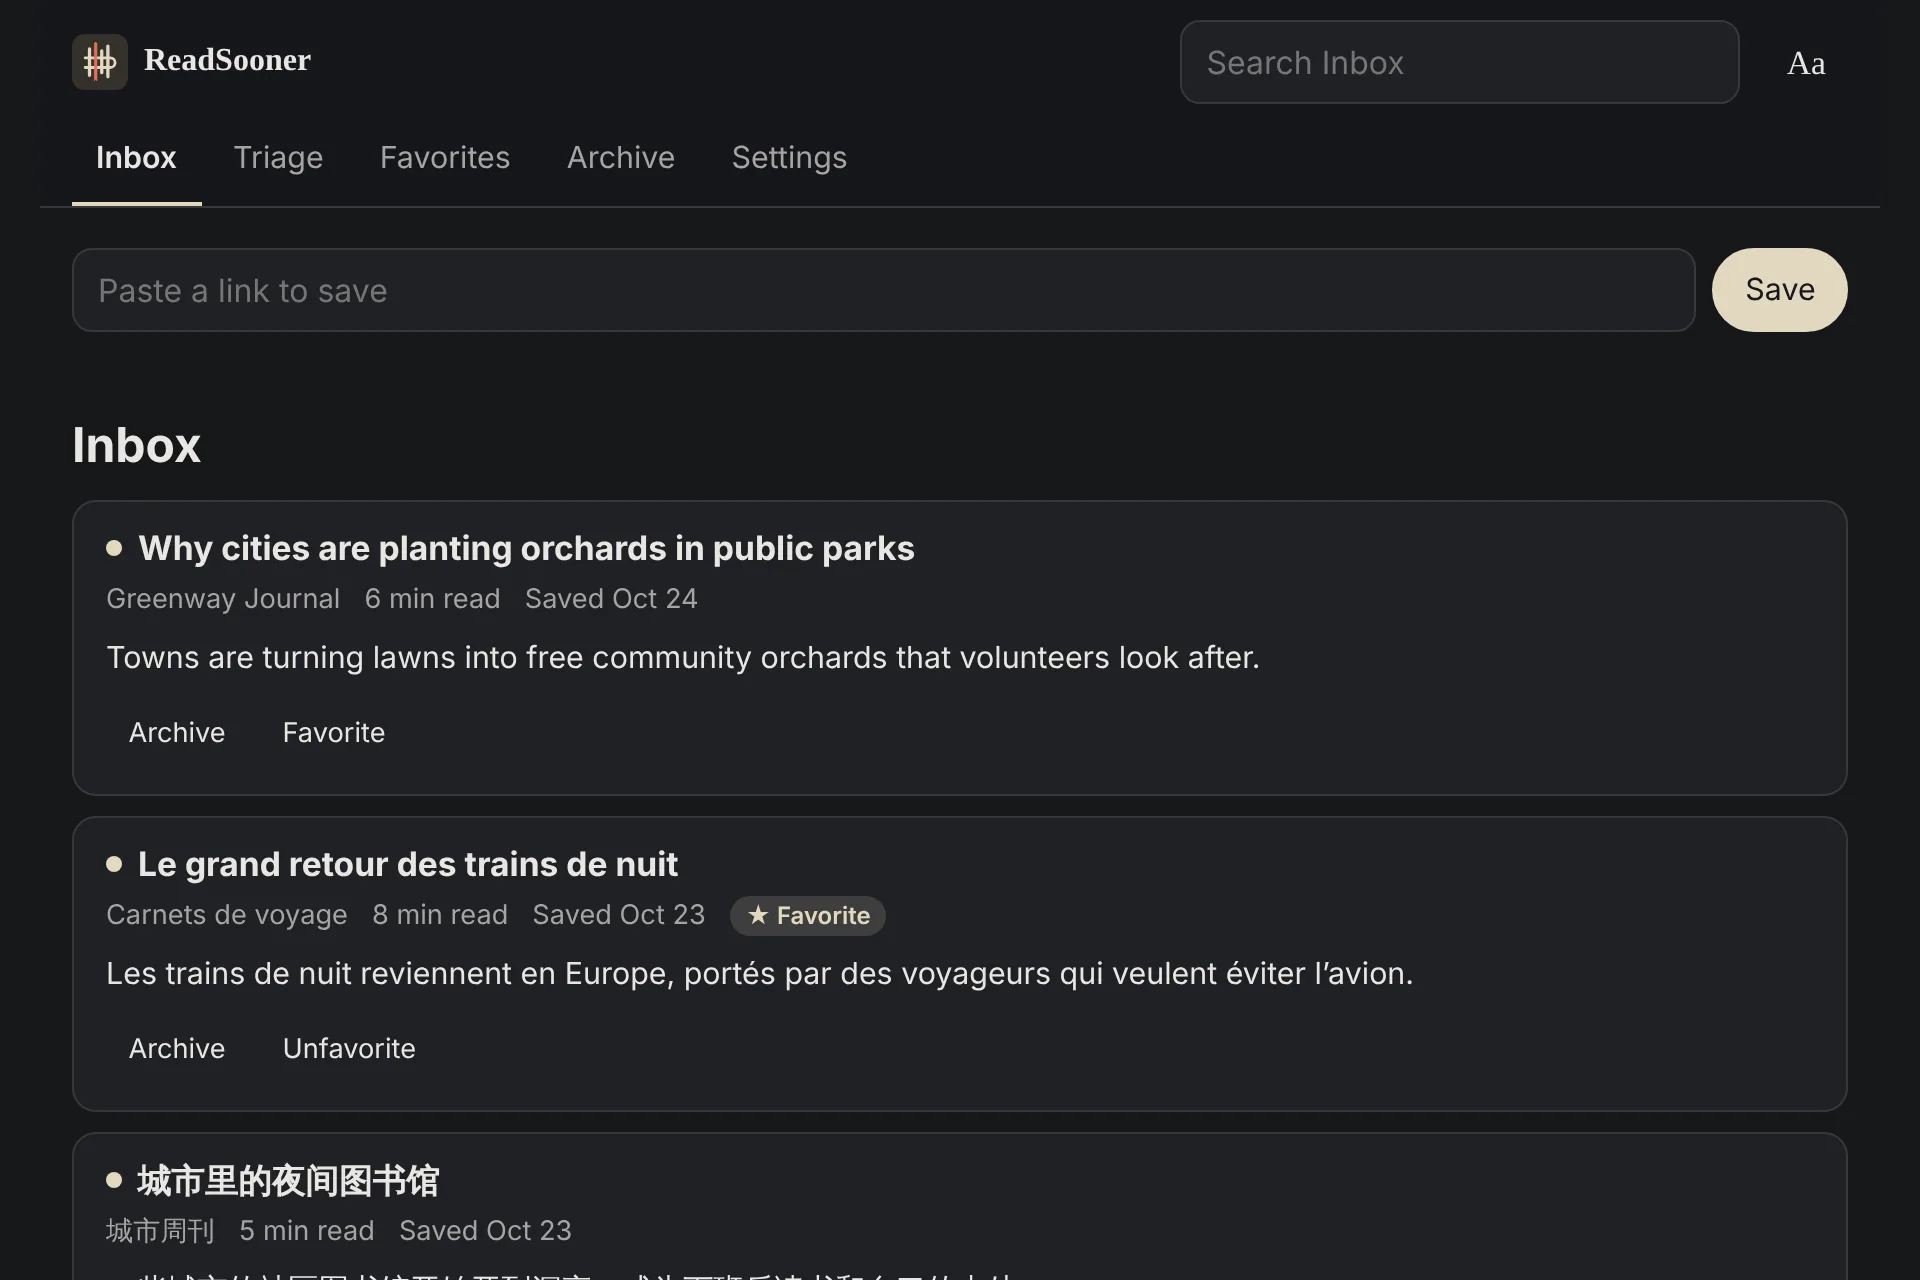 ReadSooner
Search Inbox
Aa
Inbox Triage Favorites Archive Settings
Paste a link to save
Save
Inbox
Why cities are planting orchards in public parks
Greenway Journal 6 min read Saved Oct 24
Towns are turning lawns into free community orchards that volunteers look after.
Archive Favorite
Le grand retour des trains de nuit
Carnets de voyage 8 min read Saved Oct 23 ★ Favorite
Les trains de nuit reviennent en Europe, portés par des voyageurs qui veulent éviter l’avion.
Archive Unfavorite
城市里的夜间图书馆
城市周刊 5 min read Saved Oct 23